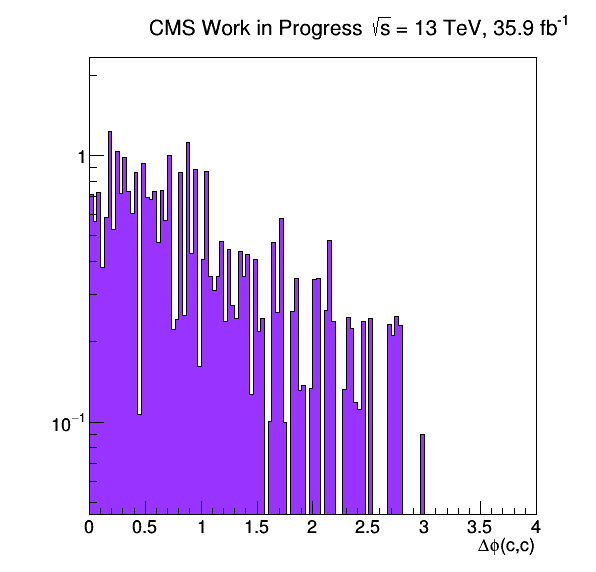 CMS Work in Progress √s = 13 TeV, 35.9 fb⁻¹
1
10⁻¹
0 0.5 1 1.5 2 2.5 3 3.5 4
Δϕ(c,c)